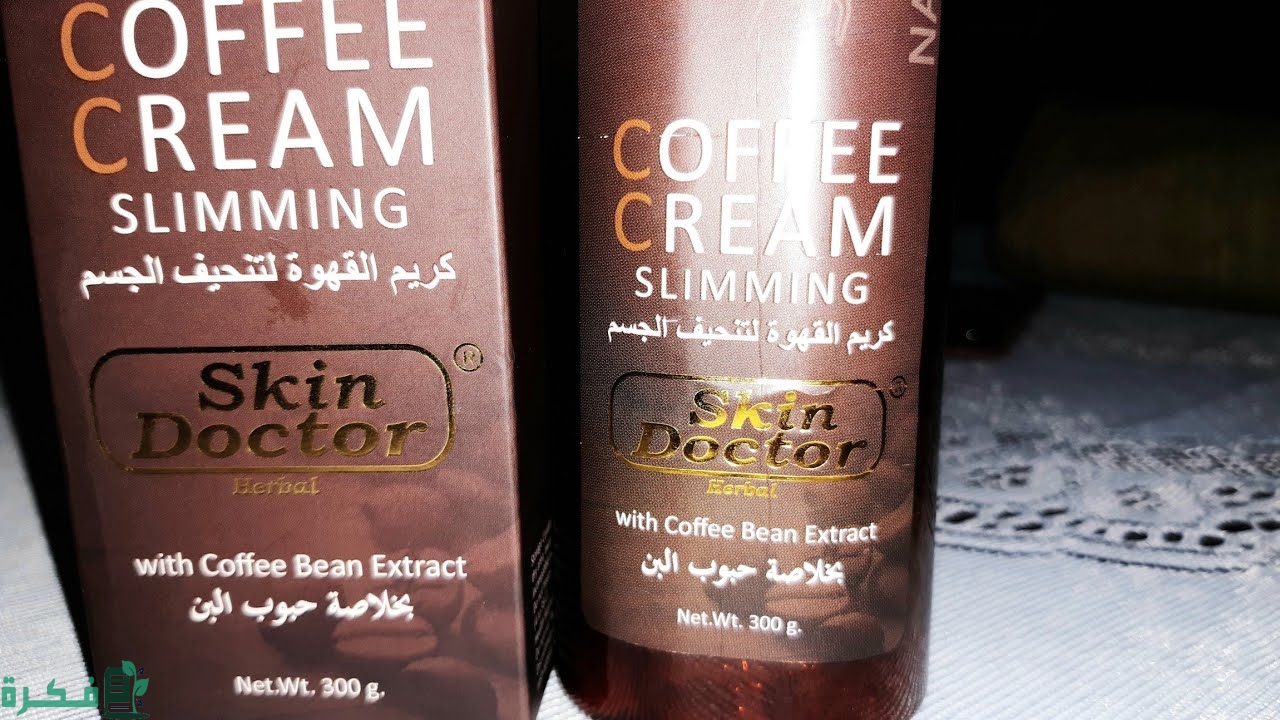 COFFEE
CREAM
SLIMMING
كريم القهوة لتنحيف الجسم
Skin
Doctor
®
Herbal
with Coffee Bean Extract
بخلاصة حبوب البن
Net.Wt. 300 g.
NA
COFFEE
CREAM
SLIMMING
كريم القهوة لتنحيف الجسم
Skin
Doctor
®
Herbal
with Coffee Bean Extract
بخلاصة حبوب البن
Net.Wt. 300 g.
فكرة